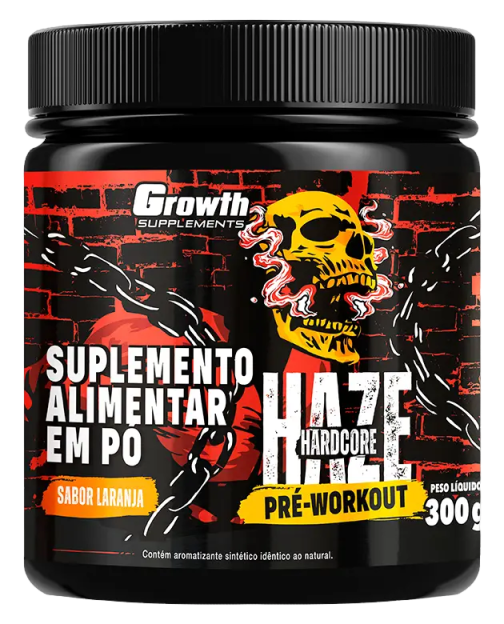 Growth
SUPPLEMENTS
SUPLEMENTO
ALIMENTAR
EM PÓ
SABOR LARANJA
HAZE
HARDCORE
PRÉ-WORKOUT
PESO LÍQUIDO
300 g
Contém aromatizante sintético idêntico ao natural.